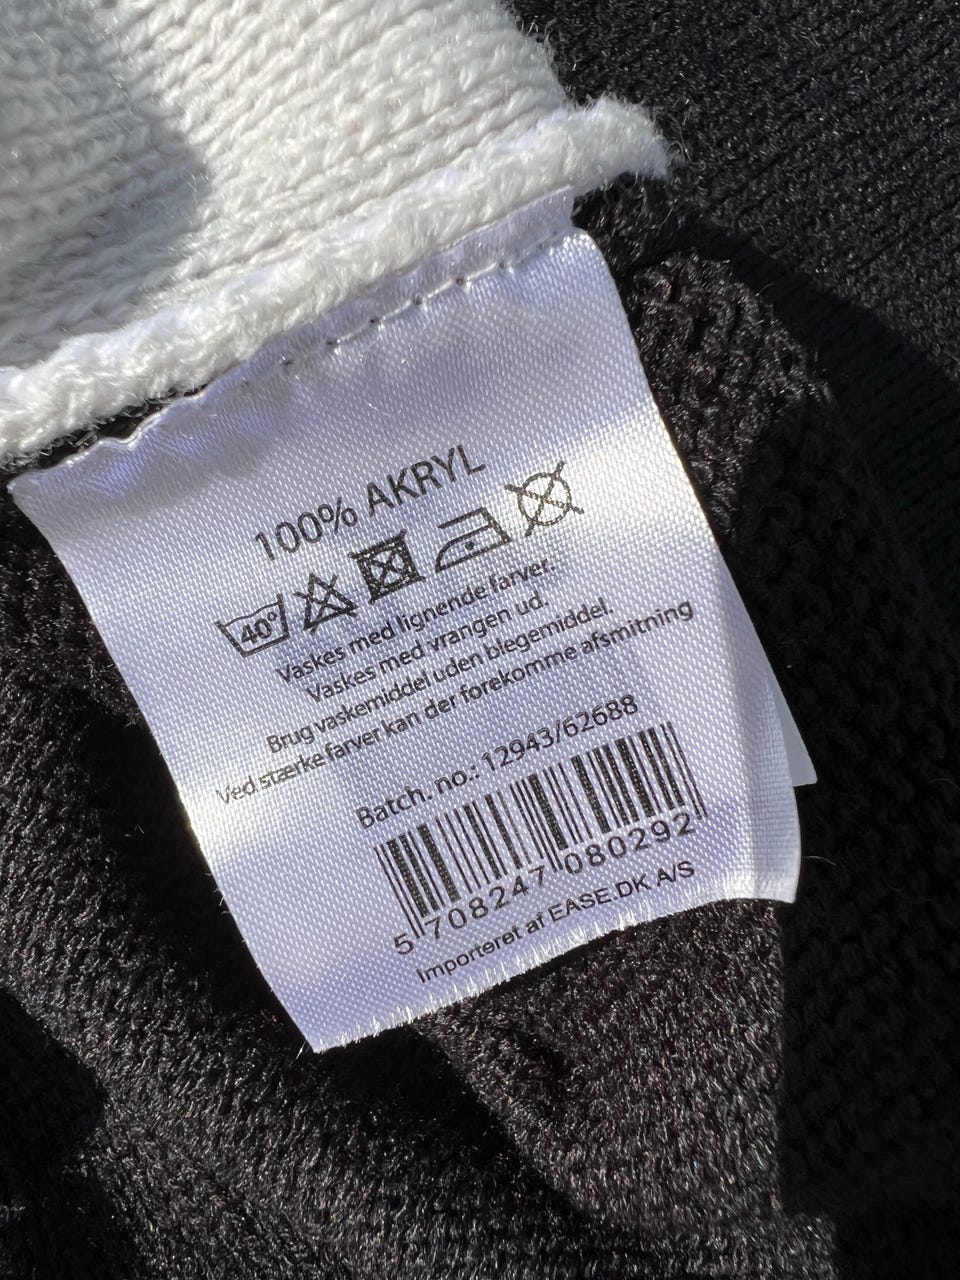 100% AKRYL
40°
Vaskes med lignende farver.
Vaskes med vrangen ud.
Brug vaskemiddel uden blegemiddel.
Ved stærke farver kan der forekomme afsmitning
Batch. no.: 12943/62688
5 708247 080292
Importeret af EASE.DK A/S